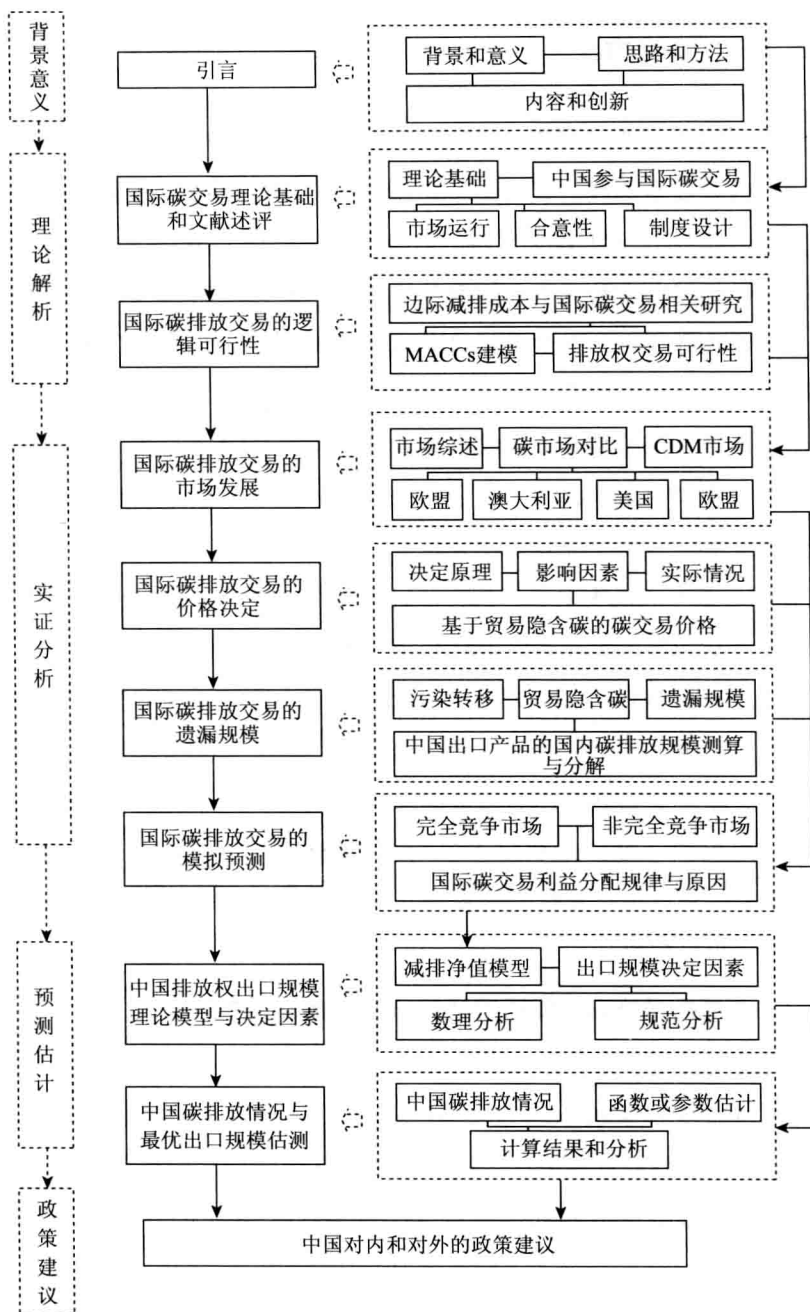 背景意义
引言
背景和意义
思路和方法
内容和创新
理论解析
国际碳交易理论基础
和文献述评
理论基础
中国参与国际碳交易
市场运行
合意性
制度设计
国际碳排放交易的逻
辑可行性
边际减排成本与国际碳交易相关研究
MACCs建模
排放权交易可行性
实证分析
国际碳排放交易的
市场发展
市场综述
碳市场对比
CDM市场
欧盟
澳大利亚
美国
欧盟
国际碳排放交易的
价格决定
决定原理
影响因素
实际情况
基于贸易隐含碳的碳交易价格
国际碳排放交易的
遗漏规模
污染转移
贸易隐含碳
遗漏规模
中国出口产品的国内碳排放规模测算
与分解
国际碳排放交易的
模拟预测
完全竞争市场
非完全竞争市场
国际碳交易利益分配规律与原因
预测估计
中国排放权出口规模
理论模型与决定因素
减排净值模型
出口规模决定因素
数理分析
规范分析
中国碳排放情况与
最优出口规模估测
中国碳排放情况
函数或参数估计
计算结果和分析
政策建议
中国对内和对外的政策建议